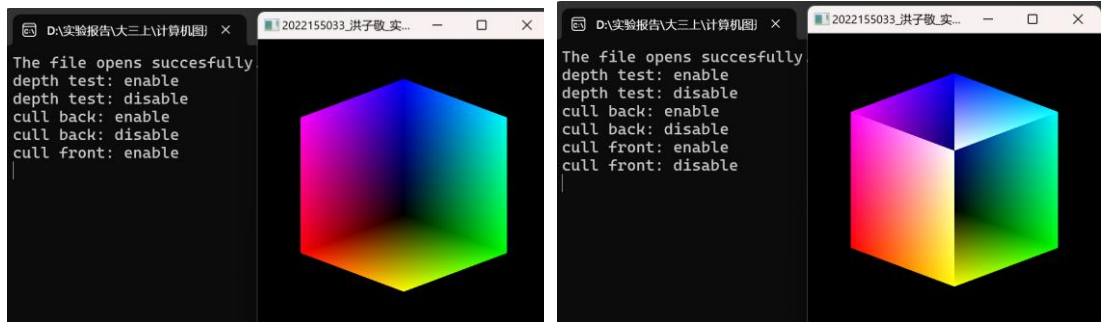 D:\实验报告\大三上\计算机图形
2022155033_洪子敬_实...
The file opens succesfully.
depth test: enable
depth test: disable
cull back: enable
cull back: disable
cull front: enable
D:\实验报告\大三上\计算机图形
2022155033_洪子敬_实...
The file opens succesfully.
depth test: enable
depth test: disable
cull back: enable
cull back: disable
cull front: enable
cull front: disable